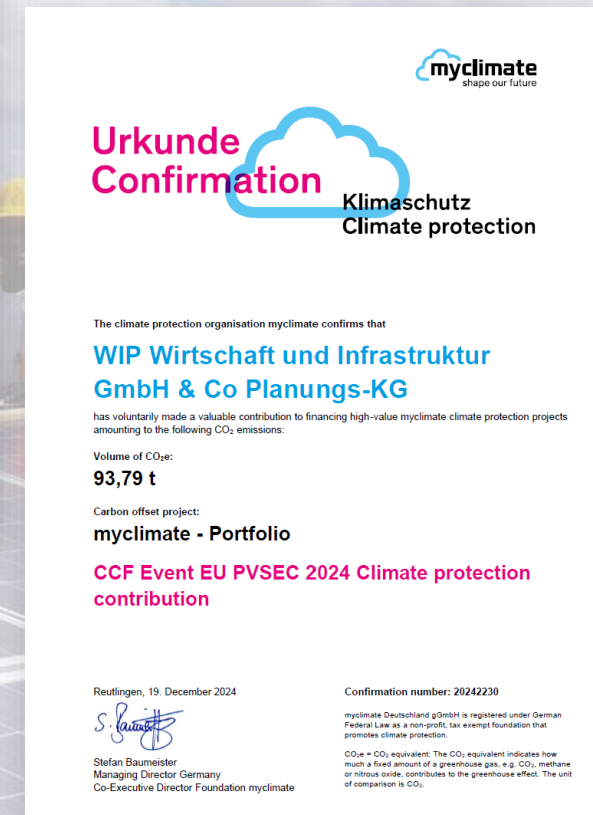 myclimate
shape our future
Urkunde
Confirmation
Klimaschutz
Climate protection
The climate protection organisation myclimate confirms that
WIP Wirtschaft und Infrastruktur
GmbH & Co Planungs-KG
has voluntarily made a valuable contribution to financing high-value myclimate climate protection projects
amounting to the following CO₂ emissions:
Volume of CO₂e:
93,79 t
Carbon offset project:
myclimate - Portfolio
CCF Event EU PVSEC 2024 Climate protection
contribution
Reutlingen, 19. December 2024
Stefan Baumeister
Managing Director Germany
Co-Executive Director Foundation myclimate
Confirmation number: 20242230
myclimate Deutschland gGmbH is registered under German
Federal Law as a non-profit, tax exempt foundation that
promotes climate protection.
CO₂e = CO₂ equivalent: The CO₂ equivalent indicates how
much a fixed amount of a greenhouse gas, e.g. CO₂, methane
or nitrous oxide, contributes to the greenhouse effect. The unit
of comparison is CO₂.